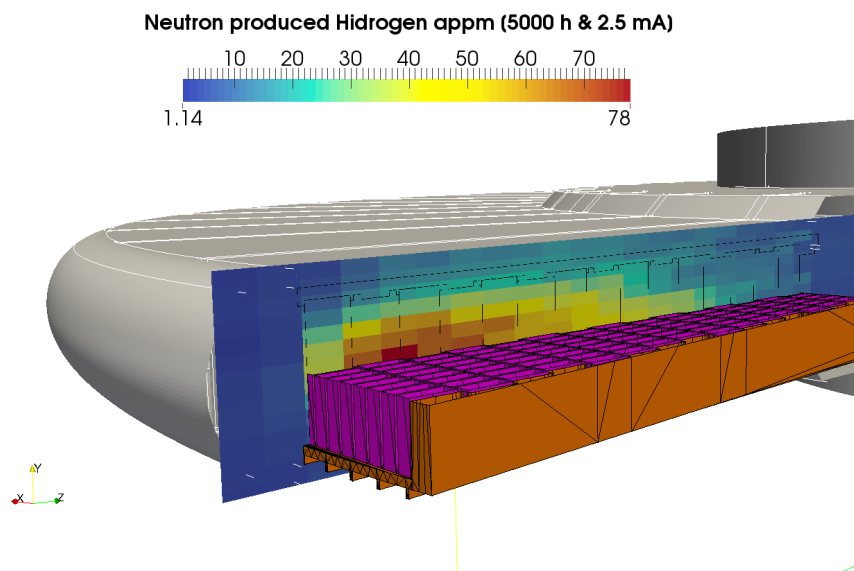 Neutron produced Hidrogen appm (5000 h & 2.5 mA)
10 20 30 40 50 60 70
1.14 78
Y
X Z